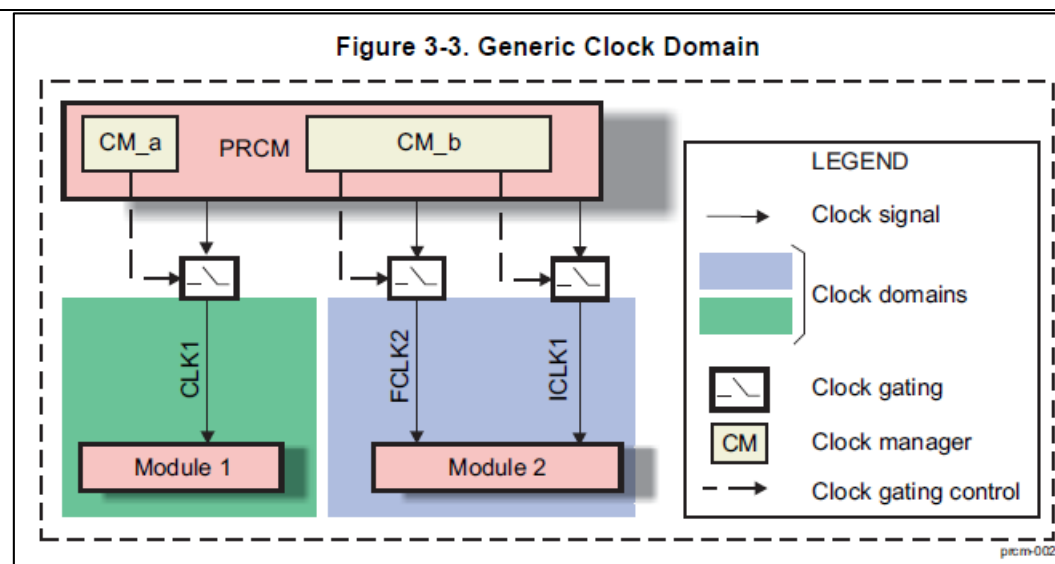 Figure 3-3. Generic Clock Domain
CM_a
PRCM
CM_b
CLK1
FCLK2
ICLK1
Module 1
Module 2
LEGEND
Clock signal
Clock domains
Clock gating
CM
Clock manager
Clock gating control
prcm-002